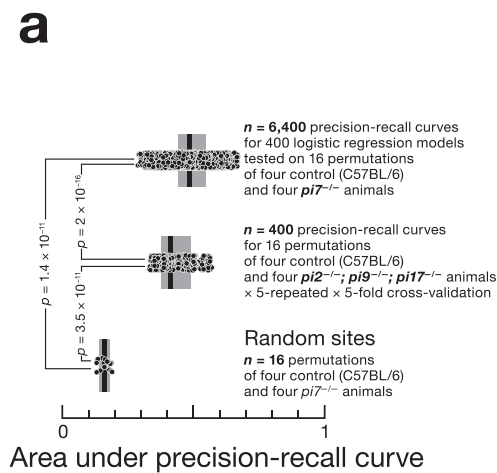 a
n = 6,400 precision-recall curves
for 400 logistic regression models
tested on 16 permutations
of four control (C57BL/6)
and four pi7−/− animals
p = 1.4 × 10−11
p = 2 × 10−16
n = 400 precision-recall curves
for 16 permutations
of four control (C57BL/6)
and four pi2−/−; pi9−/−; pi17−/− animals
× 5-repeated × 5-fold cross-validation
p = 3.5 × 10−11
Random sites
n = 16 permutations
of four control (C57BL/6)
and four pi7−/− animals
0 1
Area under precision-recall curve